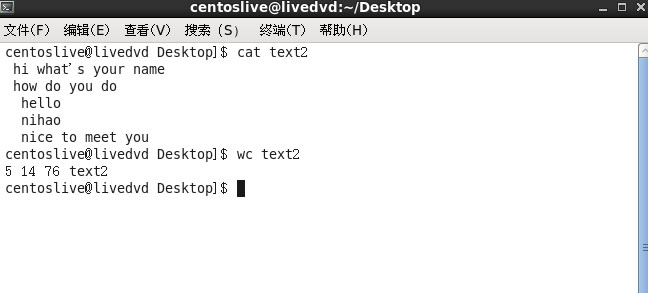 centoslive@livedvd:~/Desktop
文件(F) 编辑(E) 查看(V) 搜索 (S) 终端(T) 帮助(H)
centoslive@livedvd Desktop]$ cat text2
hi what's your name
how do you do
hello
nihao
nice to meet you
centoslive@livedvd Desktop]$ wc text2
5 14 76 text2
centoslive@livedvd Desktop]$